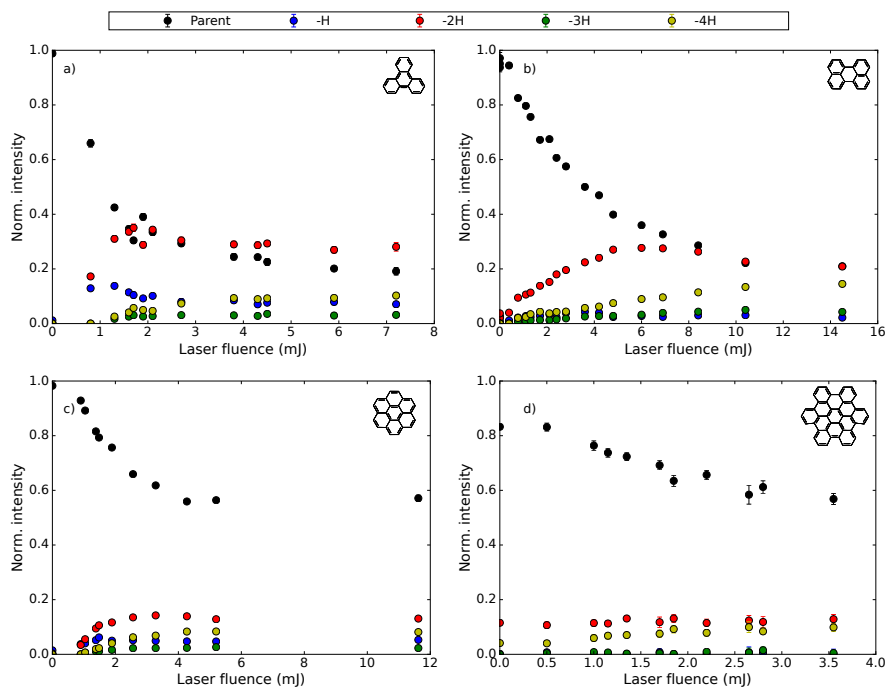 Parent -H -2H -3H -4H
a)
Norm. intensity
1.0
0.8
0.6
0.4
0.2
0.0
0 1 2 3 4 5 6 7 8
Laser fluence (mJ)
b)
Norm. intensity
1.0
0.8
0.6
0.4
0.2
0.0
0 2 4 6 8 10 12 14 16
Laser fluence (mJ)
c)
Norm. intensity
1.0
0.8
0.6
0.4
0.2
0.0
0 2 4 6 8 10 12
Laser fluence (mJ)
d)
Norm. intensity
1.0
0.8
0.6
0.4
0.2
0.0
0.0 0.5 1.0 1.5 2.0 2.5 3.0 3.5 4.0
Laser fluence (mJ)